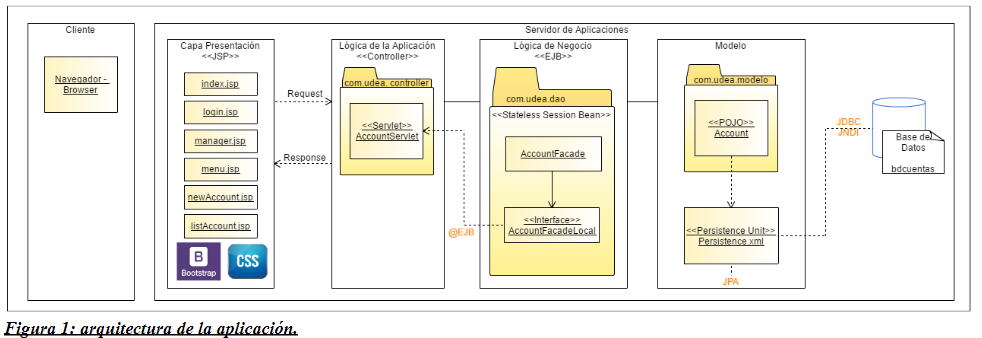 Cliente
Navegador -
Browser
Servidor de Aplicaciones
Capa Presentación
<<JSP>>
index.jsp
login.jsp
manager.jsp
menu.jsp
newAccount.jsp
listAccount.jsp
B
Bootstrap
CSS
Request
Response
Lógica de la Aplicación
<<Controller>>
com.udea. controller
<<Servlet>>
AccountServlet
@EJB
Lógica de Negocio
<<EJB>>
com.udea.dao
<<Stateless Session Bean>>
AccountFacade
<<Interface>>
AccountFacadeLocal
Modelo
com.udea.modelo
<<POJO>>
Account
<<Persistence Unit>>
Persistence.xml
JPA
JDBC
JNDI
Base de
Datos
bdcuentas
Figura 1: arquitectura de la aplicación.